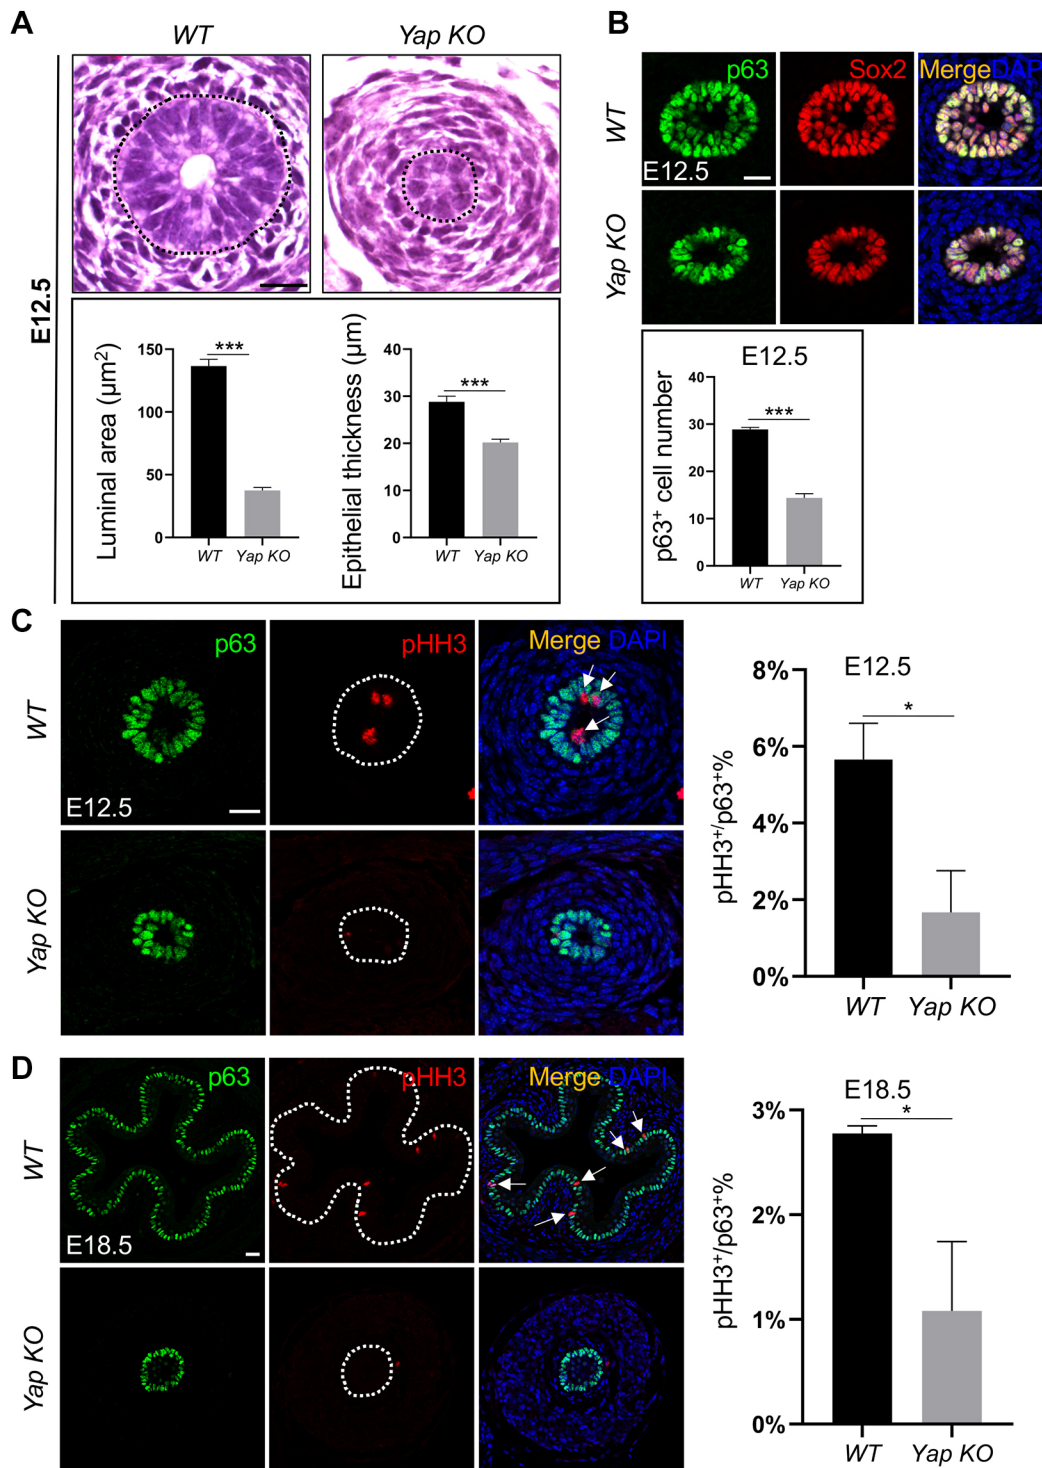 A
WT
Yap KO
E12.5
Luminal area (µm²)
150
100
50
0
***
WT
Yap KO
Epithelial thickness (µm)
40
30
20
10
0
***
WT
Yap KO
B
p63
Sox2
MergeDAP
WT
E12.5
Yap KO
E12.5
p63⁺ cell number
40
30
20
10
0
***
WT
Yap KO
C
p63
pHH3
Merge DAPI
WT
E12.5
Yap KO
E12.5
pHH3⁺/p63⁺%
8%
6%
4%
2%
0%
*
WT
Yap KO
D
p63
pHH3
Merge DAPI
WT
E18.5
Yap KO
E18.5
pHH3⁺/p63⁺%
3%
2%
1%
0%
*
WT
Yap KO